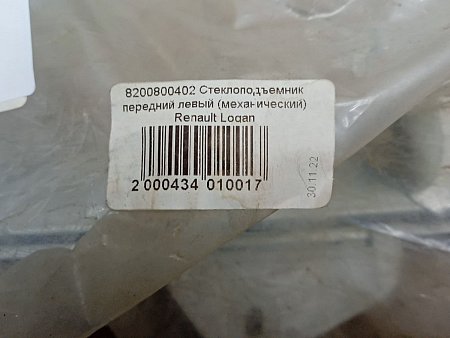 8200800402 Стеклоподъемник
передний левый (механический)
Renault Logan
2 000434 010017
30.11.22